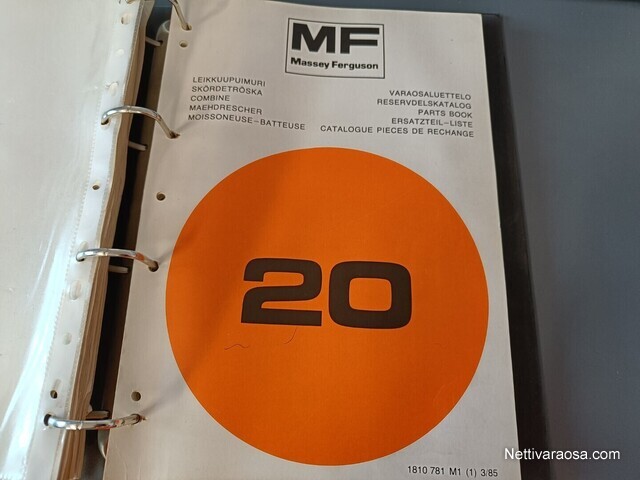 MF
Massey Ferguson
LEIKKUUPUIMURI
SKÖRDETRÖSKA
COMBINE
MAEHDRESCHER
MOISSONEUSE-BATTEUSE
VARAOSALUETTELO
RESERVDELSKATALOG
PARTS BOOK
ERSATZTEIL-LISTE
CATALOGUE PIECES DE RECHANGE
20
1810 781 M1 (1) 3/85
Nettivaraosa.com